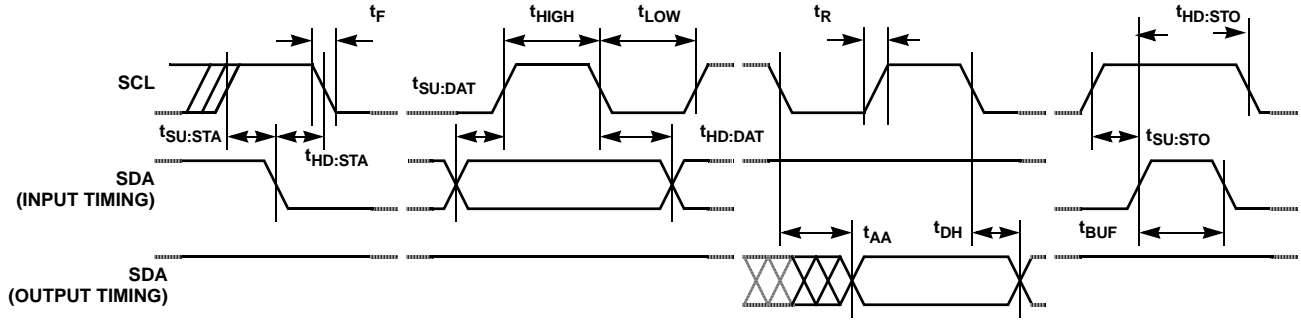 tF
tHIGH
tLOW
tR
tHD:STO
SCL
tSU:DAT
tSU:STA
tHD:STA
tHD:DAT
tSU:STO
SDA
(INPUT TIMING)
tAA
tDH
tBUF
SDA
(OUTPUT TIMING)